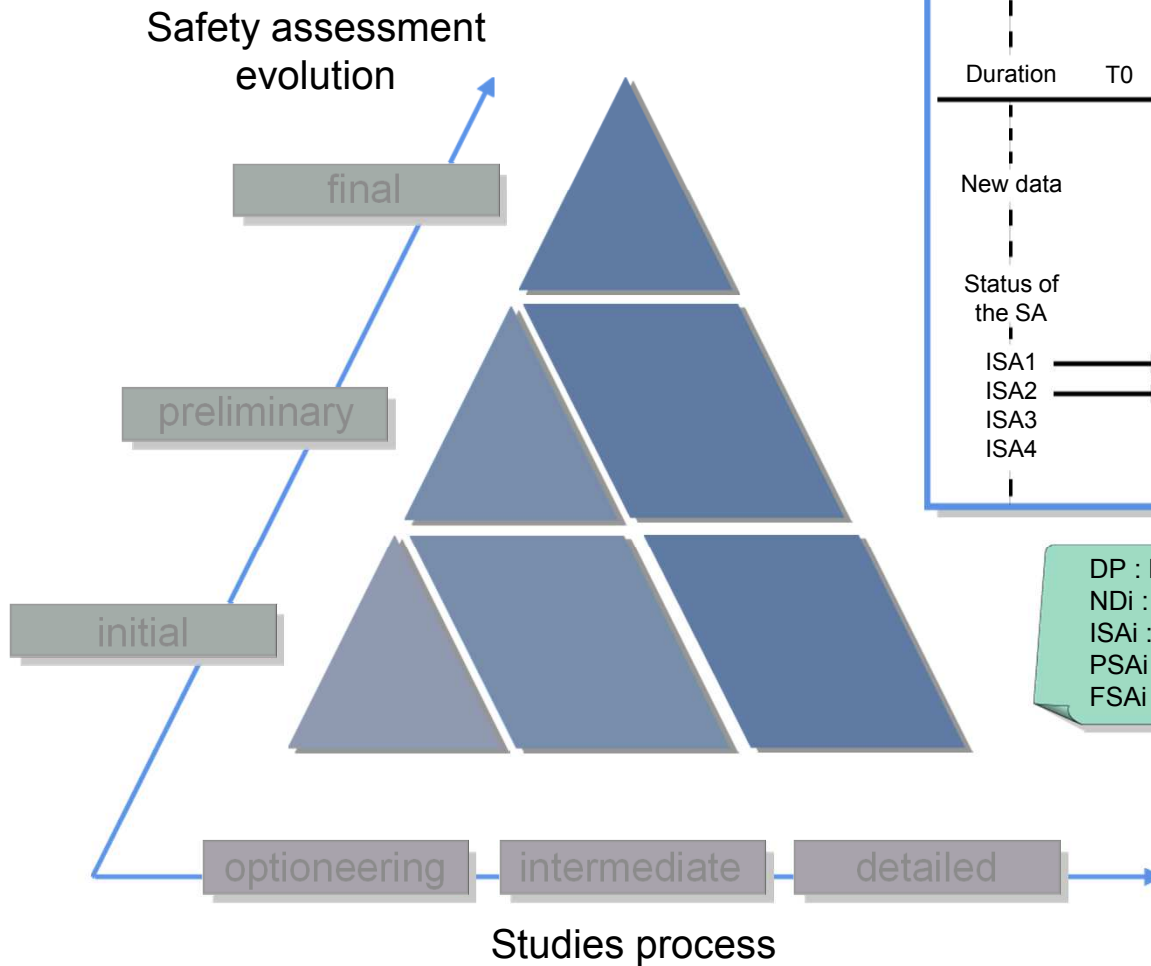 Safety assessment
evolution
final
preliminary
initial
optioneering
intermediate
detailed
Studies process
Duration T0
New data
Status of
the SA
ISA1
ISA2
ISA3
ISA4
DP :
NDi :
ISAi :
PSAi
FSAi